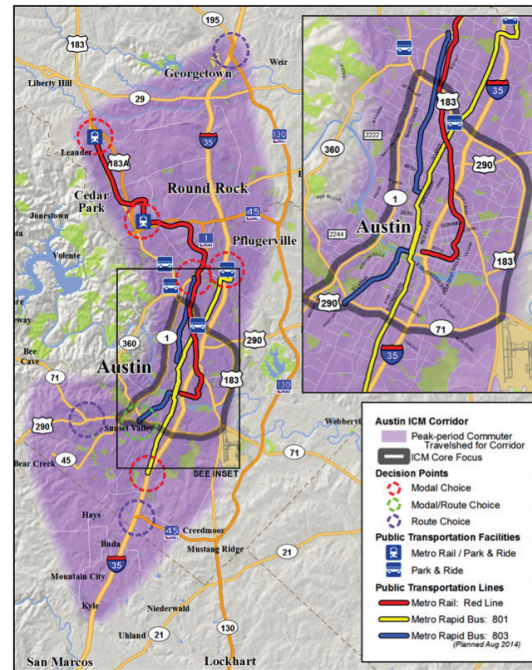 195
183
Georgetown
Weir
Liberty Hill
29
130
Leander
183A
35
Round Rock
Cedar
Park
45
1
Jonestown
Pflugerville
Volente
1
360
290
Bee
Cave
Austin
71
183
130
290
Sunset Valley
Webberville
Bear Creek
45
71
SEE INSET
Hays
45
Creedmoor
Mustang Ridge
Buda
21
Mountain City
35
Kyle
Niederwald
Uhland
21
130
San Marcos
Lockhart
35
183
2222
360
290
1
Austin
2244
183
290
71
35
Austin ICM Corridor
Peak-period Commuter
Travelshed for Corridor
ICM Core Focus
Decision Points
Modal Choice
Modal/Route Choice
Route Choice
Public Transportation Facilities
Metro Rail / Park & Ride
Park & Ride
Public Transportation Lines
Metro Rail: Red Line
Metro Rapid Bus: 801
Metro Rapid Bus: 803
(Planned Aug 2014)